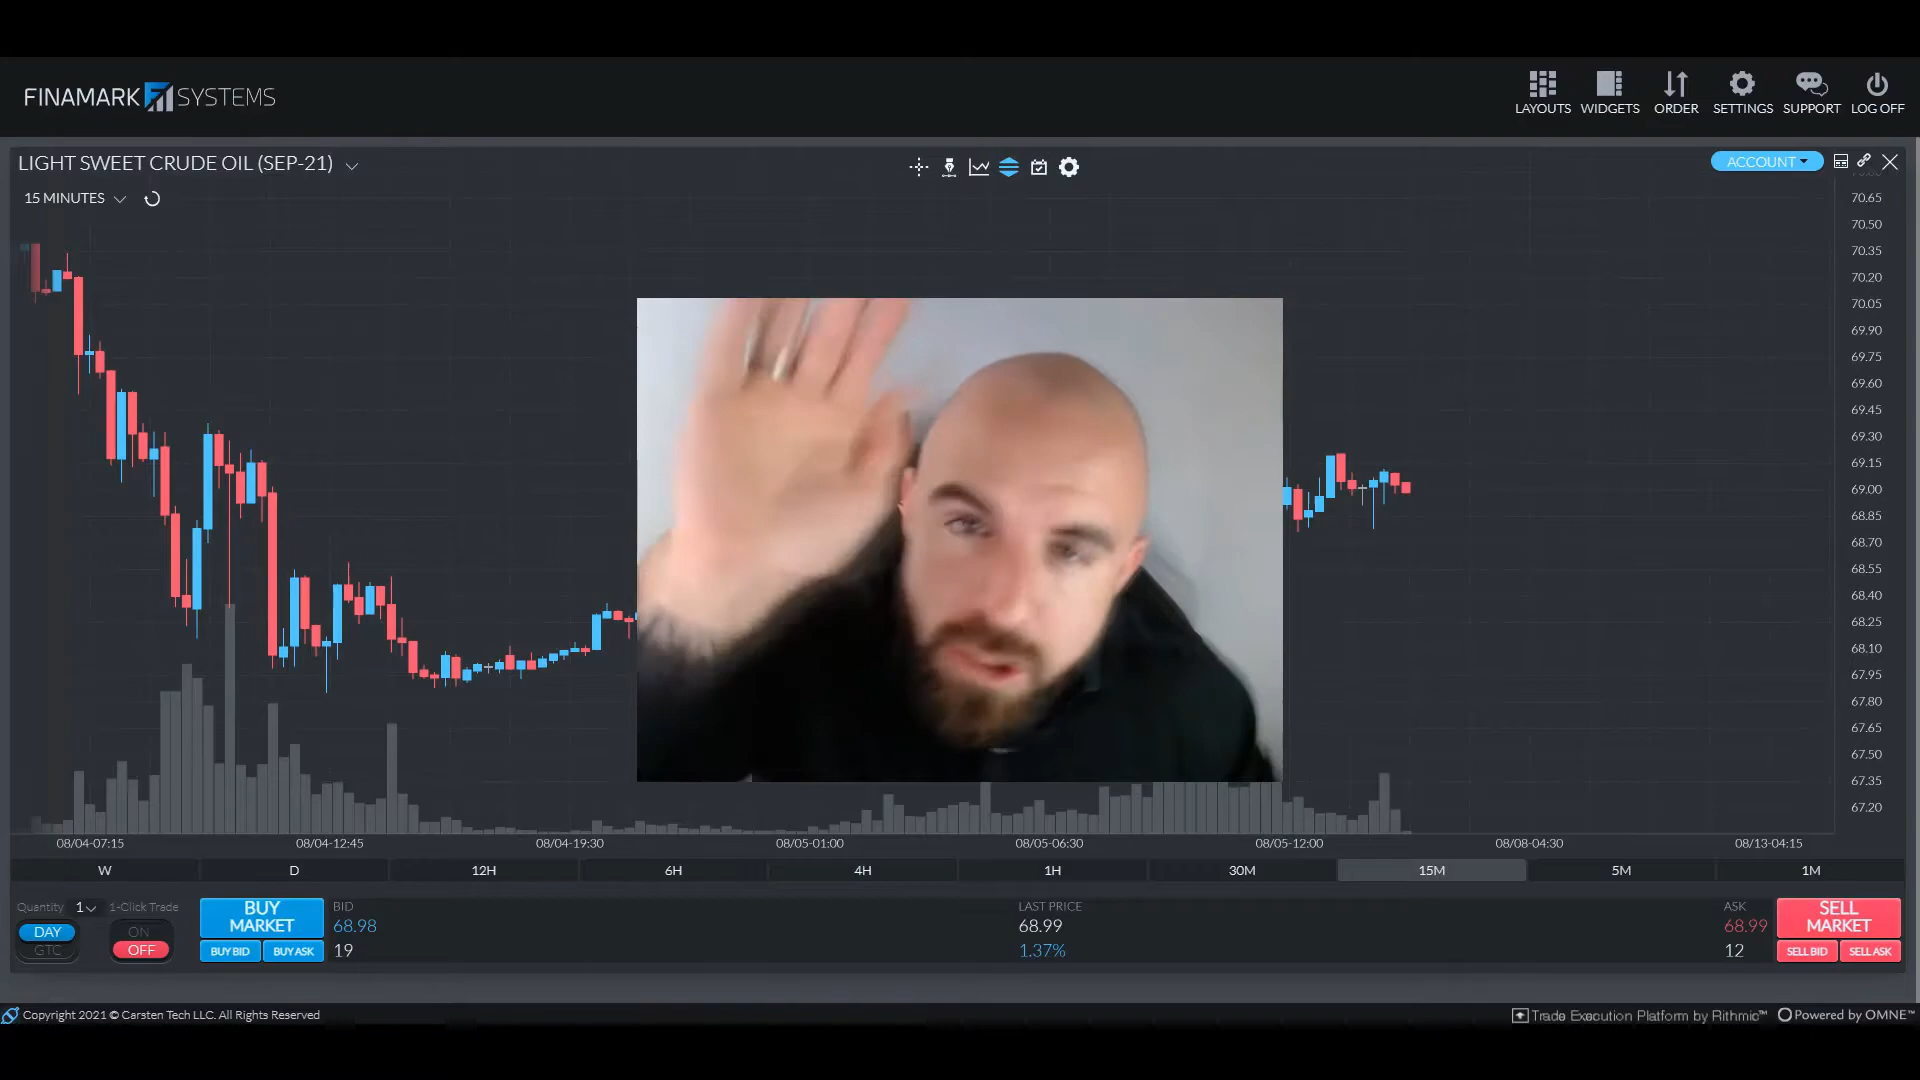 FINAMARK SYSTEMS
LAYOUTS WIDGETS ORDER SETTINGS SUPPORT LOG OFF
LIGHT SWEET CRUDE OIL (SEP-21)
ACCOUNT
15 MINUTES
70.65
70.50
70.35
70.20
70.05
69.90
69.75
69.60
69.45
69.30
69.15
69.00
68.85
68.70
68.55
68.40
68.25
68.10
67.95
67.80
67.65
67.50
67.35
67.20
08/04-07:15 08/04-12:45 08/04-19:30 08/05-01:00 08/05-06:30 08/05-12:00 08/08-04:30 08/13-04:15
W D 12H 6H 4H 1H 30M 15M 5M 1M
Quantity 1 1-Click Trade
DAY
GTC
ON
OFF
BUY
MARKET
BUY BID BUY ASK
BID
68.98
19
LAST PRICE
68.99
1.37%
ASK
68.99
12
SELL
MARKET
SELL BID SELL ASK
Copyright 2021 © Carsten Tech LLC. All Rights Reserved
Trade Execution Platform by Rithmic™ Powered by OMNE™